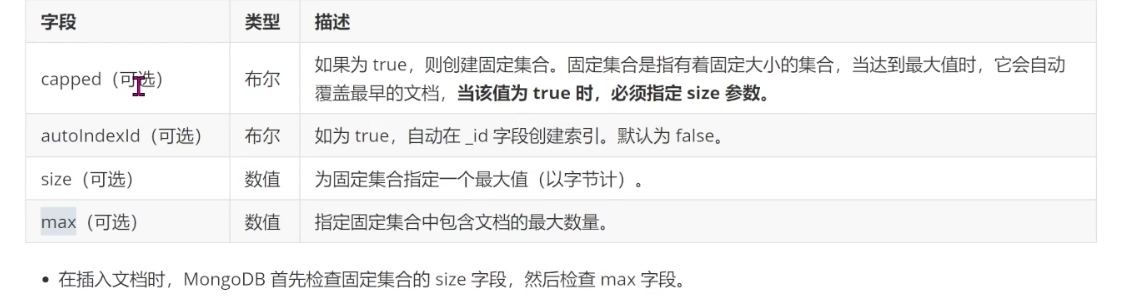 字段 类型 描述
capped（可选） 布尔 如果为 true，则创建固定集合。固定集合是指有着固定大小的集合，当达到最大值时，它会自动
覆盖最早的文档，当该值为 true 时，必须指定 size 参数。
autoIndexId（可选） 布尔 如为 true，自动在 _id 字段创建索引。默认为 false。
size（可选） 数值 为固定集合指定一个最大值（以字节计）。
max（可选） 数值 指定固定集合中包含文档的最大数量。
• 在插入文档时，MongoDB 首先检查固定集合的 size 字段，然后检查 max 字段。